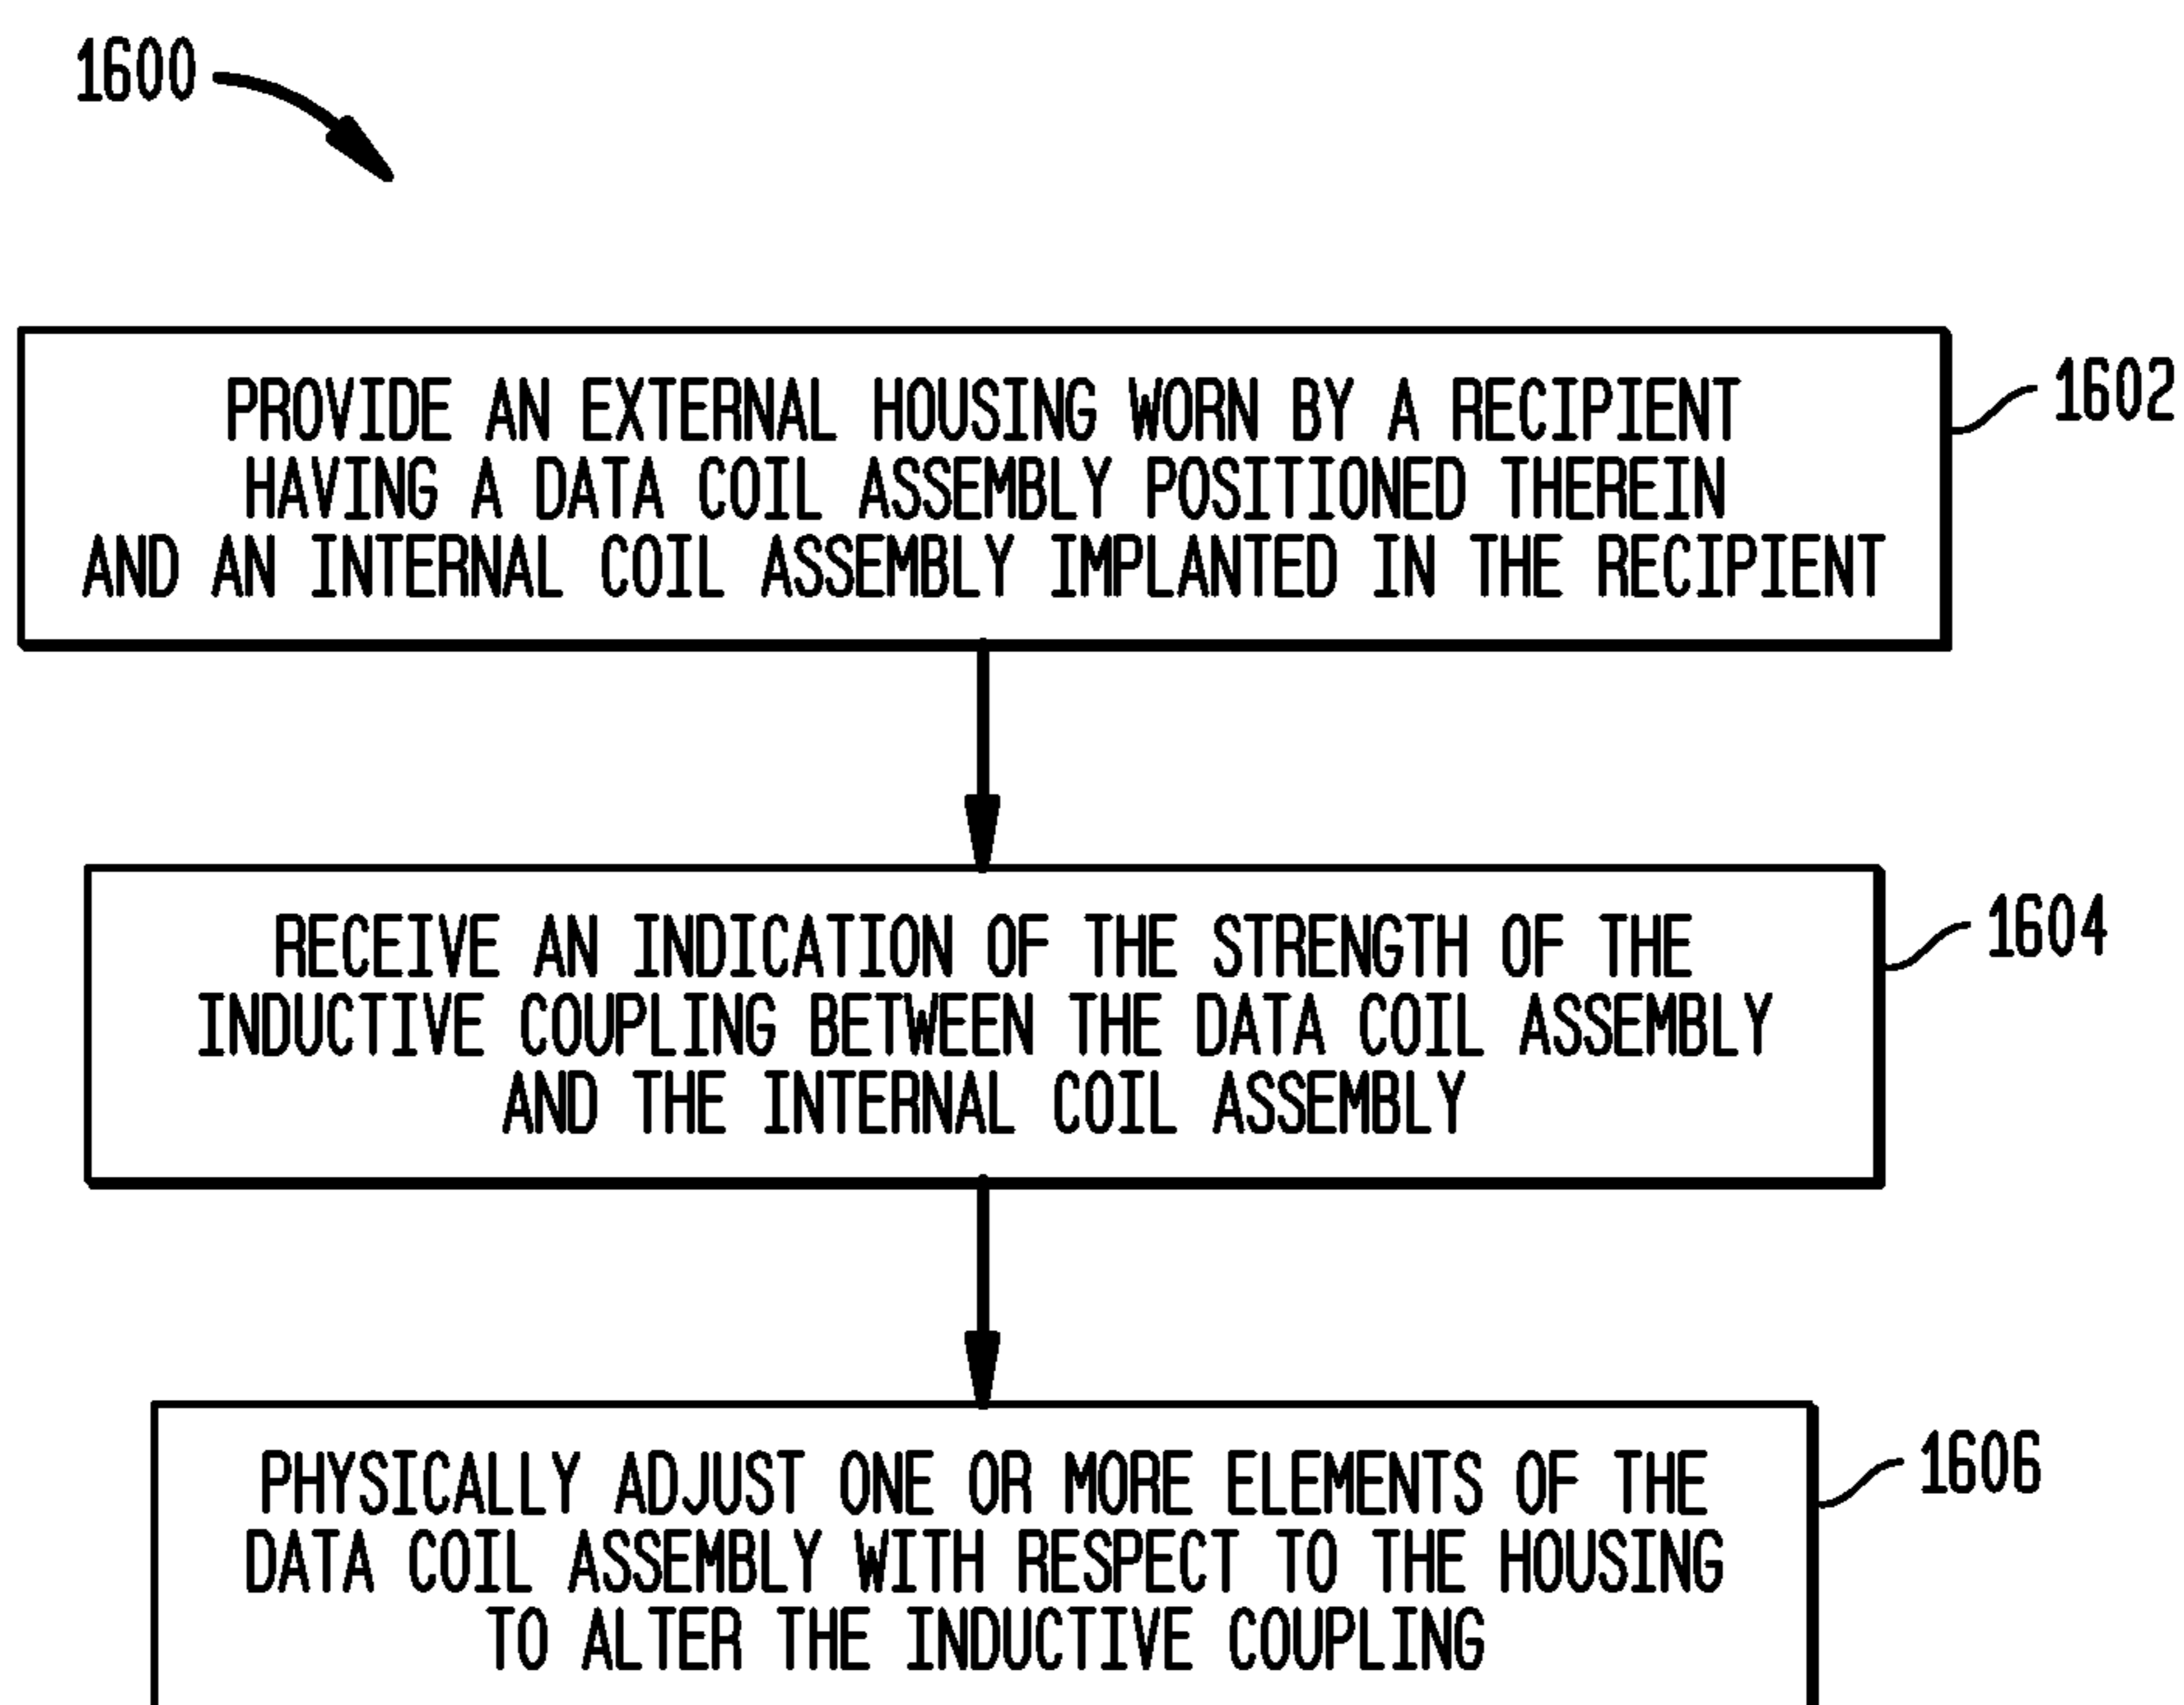 1600
PROVIDE AN EXTERNAL HOUSING WORN BY A RECIPIENT
HAVING A DATA COIL ASSEMBLY POSITIONED THEREIN
AND AN INTERNAL COIL ASSEMBLY IMPLANTED IN THE RECIPIENT
1602
RECEIVE AN INDICATION OF THE STRENGTH OF THE
INDUCTIVE COUPLING BETWEEN THE DATA COIL ASSEMBLY
AND THE INTERNAL COIL ASSEMBLY
1604
PHYSICALLY ADJUST ONE OR MORE ELEMENTS OF THE
DATA COIL ASSEMBLY WITH RESPECT TO THE HOUSING
TO ALTER THE INDUCTIVE COUPLING
1606